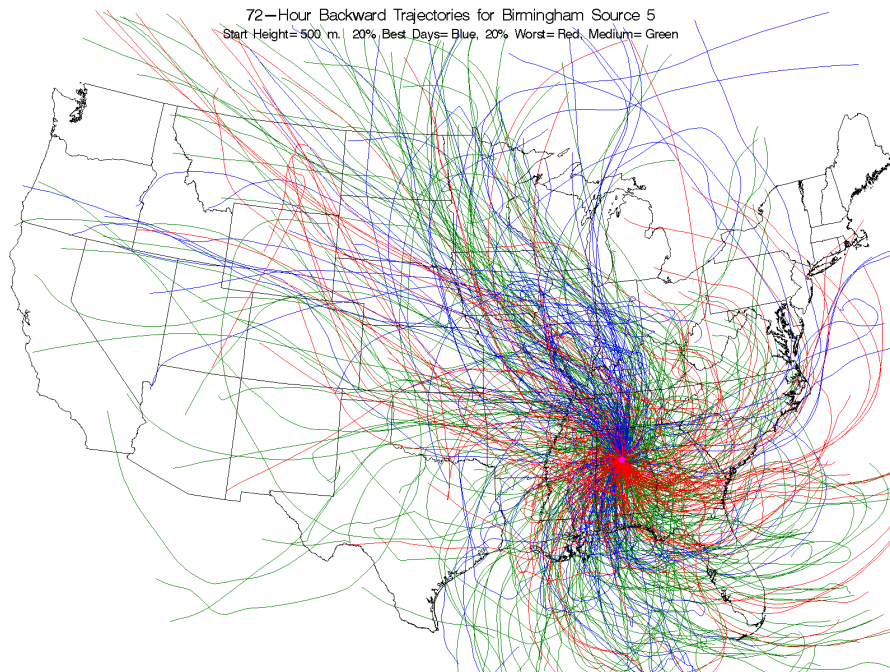 72-Hour Backward Trajectories for Birmingham Source 5
Start Height= 500 m.  20% Best Days= Blue, 20% Worst= Red, Medium= Green